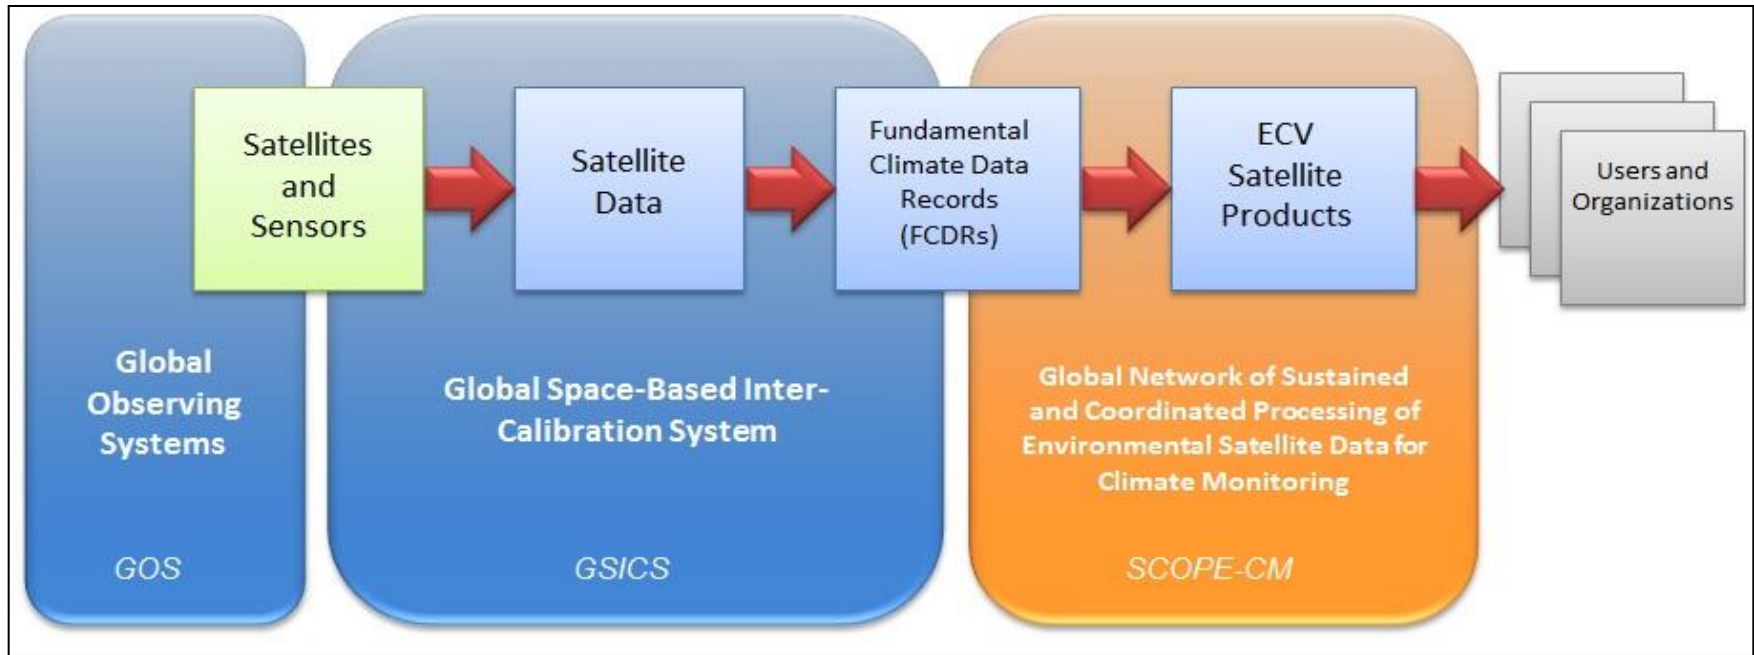 Satellites
and
Sensors
Satellite
Data
Fundamental
Climate Data
Records
(FCDRs)
ECV
Satellite
Products
Users and
Organizations
Global
Observing
Systems
Global Space-Based Inter-
Calibration System
Global Network of Sustained
and Coordinated Processing of
Environmental Satellite Data for
Climate Monitoring
GOS
GSICS
SCOPE-CM